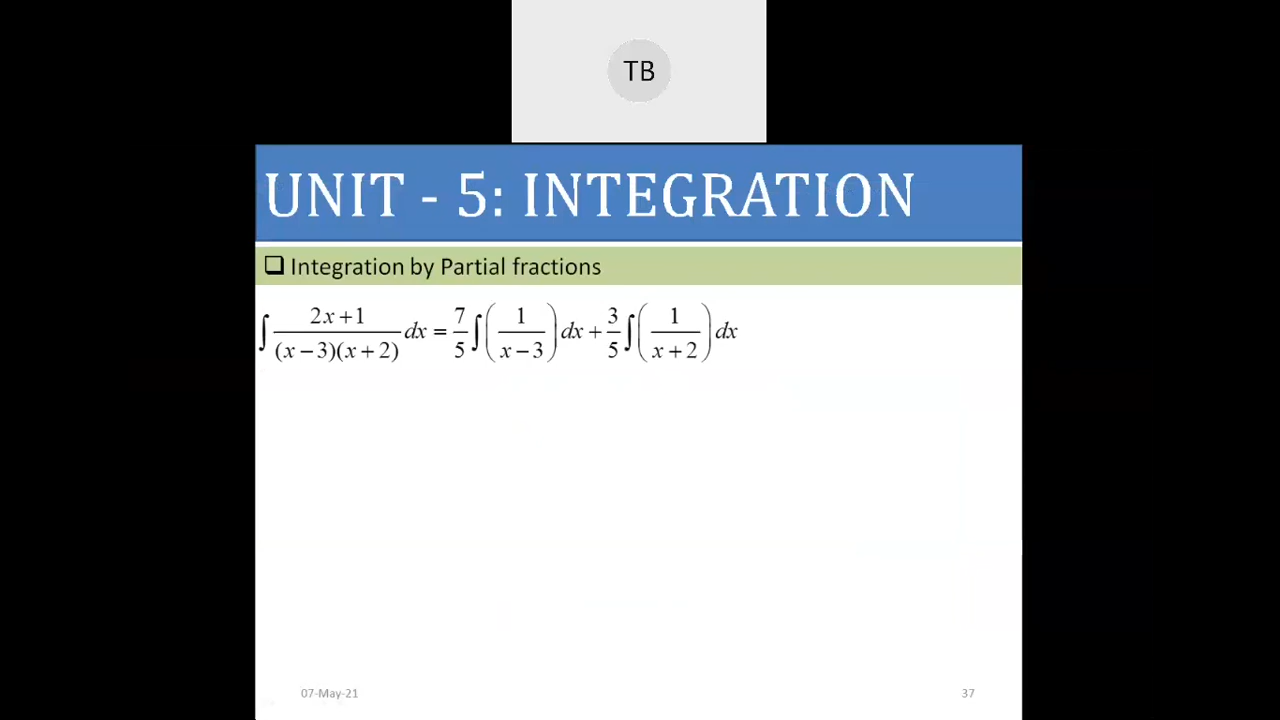 TB
UNIT - 5: INTEGRATION
❑ Integration by Partial fractions
∫ (2x+1)/((x−3)(x+2)) dx = 7/5 ∫ (1/(x−3)) dx + 3/5 ∫ (1/(x+2)) dx
07-May-21 37